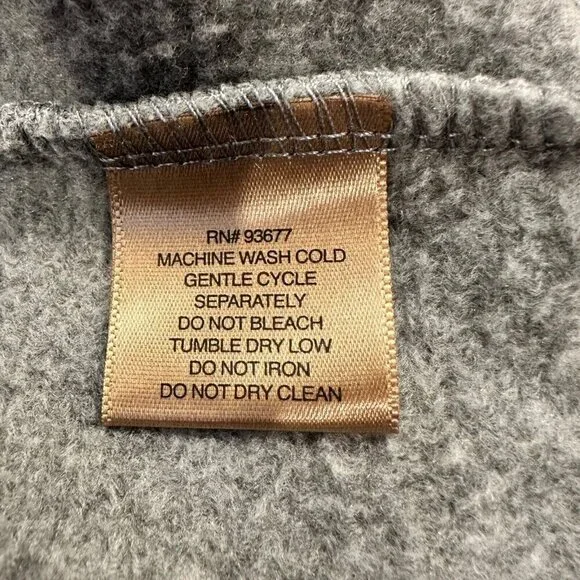 RN# 93677
MACHINE WASH COLD
GENTLE CYCLE
SEPARATELY
DO NOT BLEACH
TUMBLE DRY LOW
DO NOT IRON
DO NOT DRY CLEAN